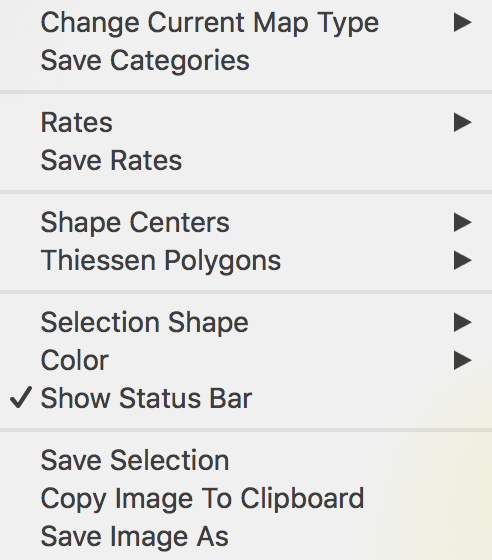 Change Current Map Type
Save Categories
Rates
Save Rates
Shape Centers
Thiessen Polygons
Selection Shape
Color
Show Status Bar
Save Selection
Copy Image To Clipboard
Save Image As